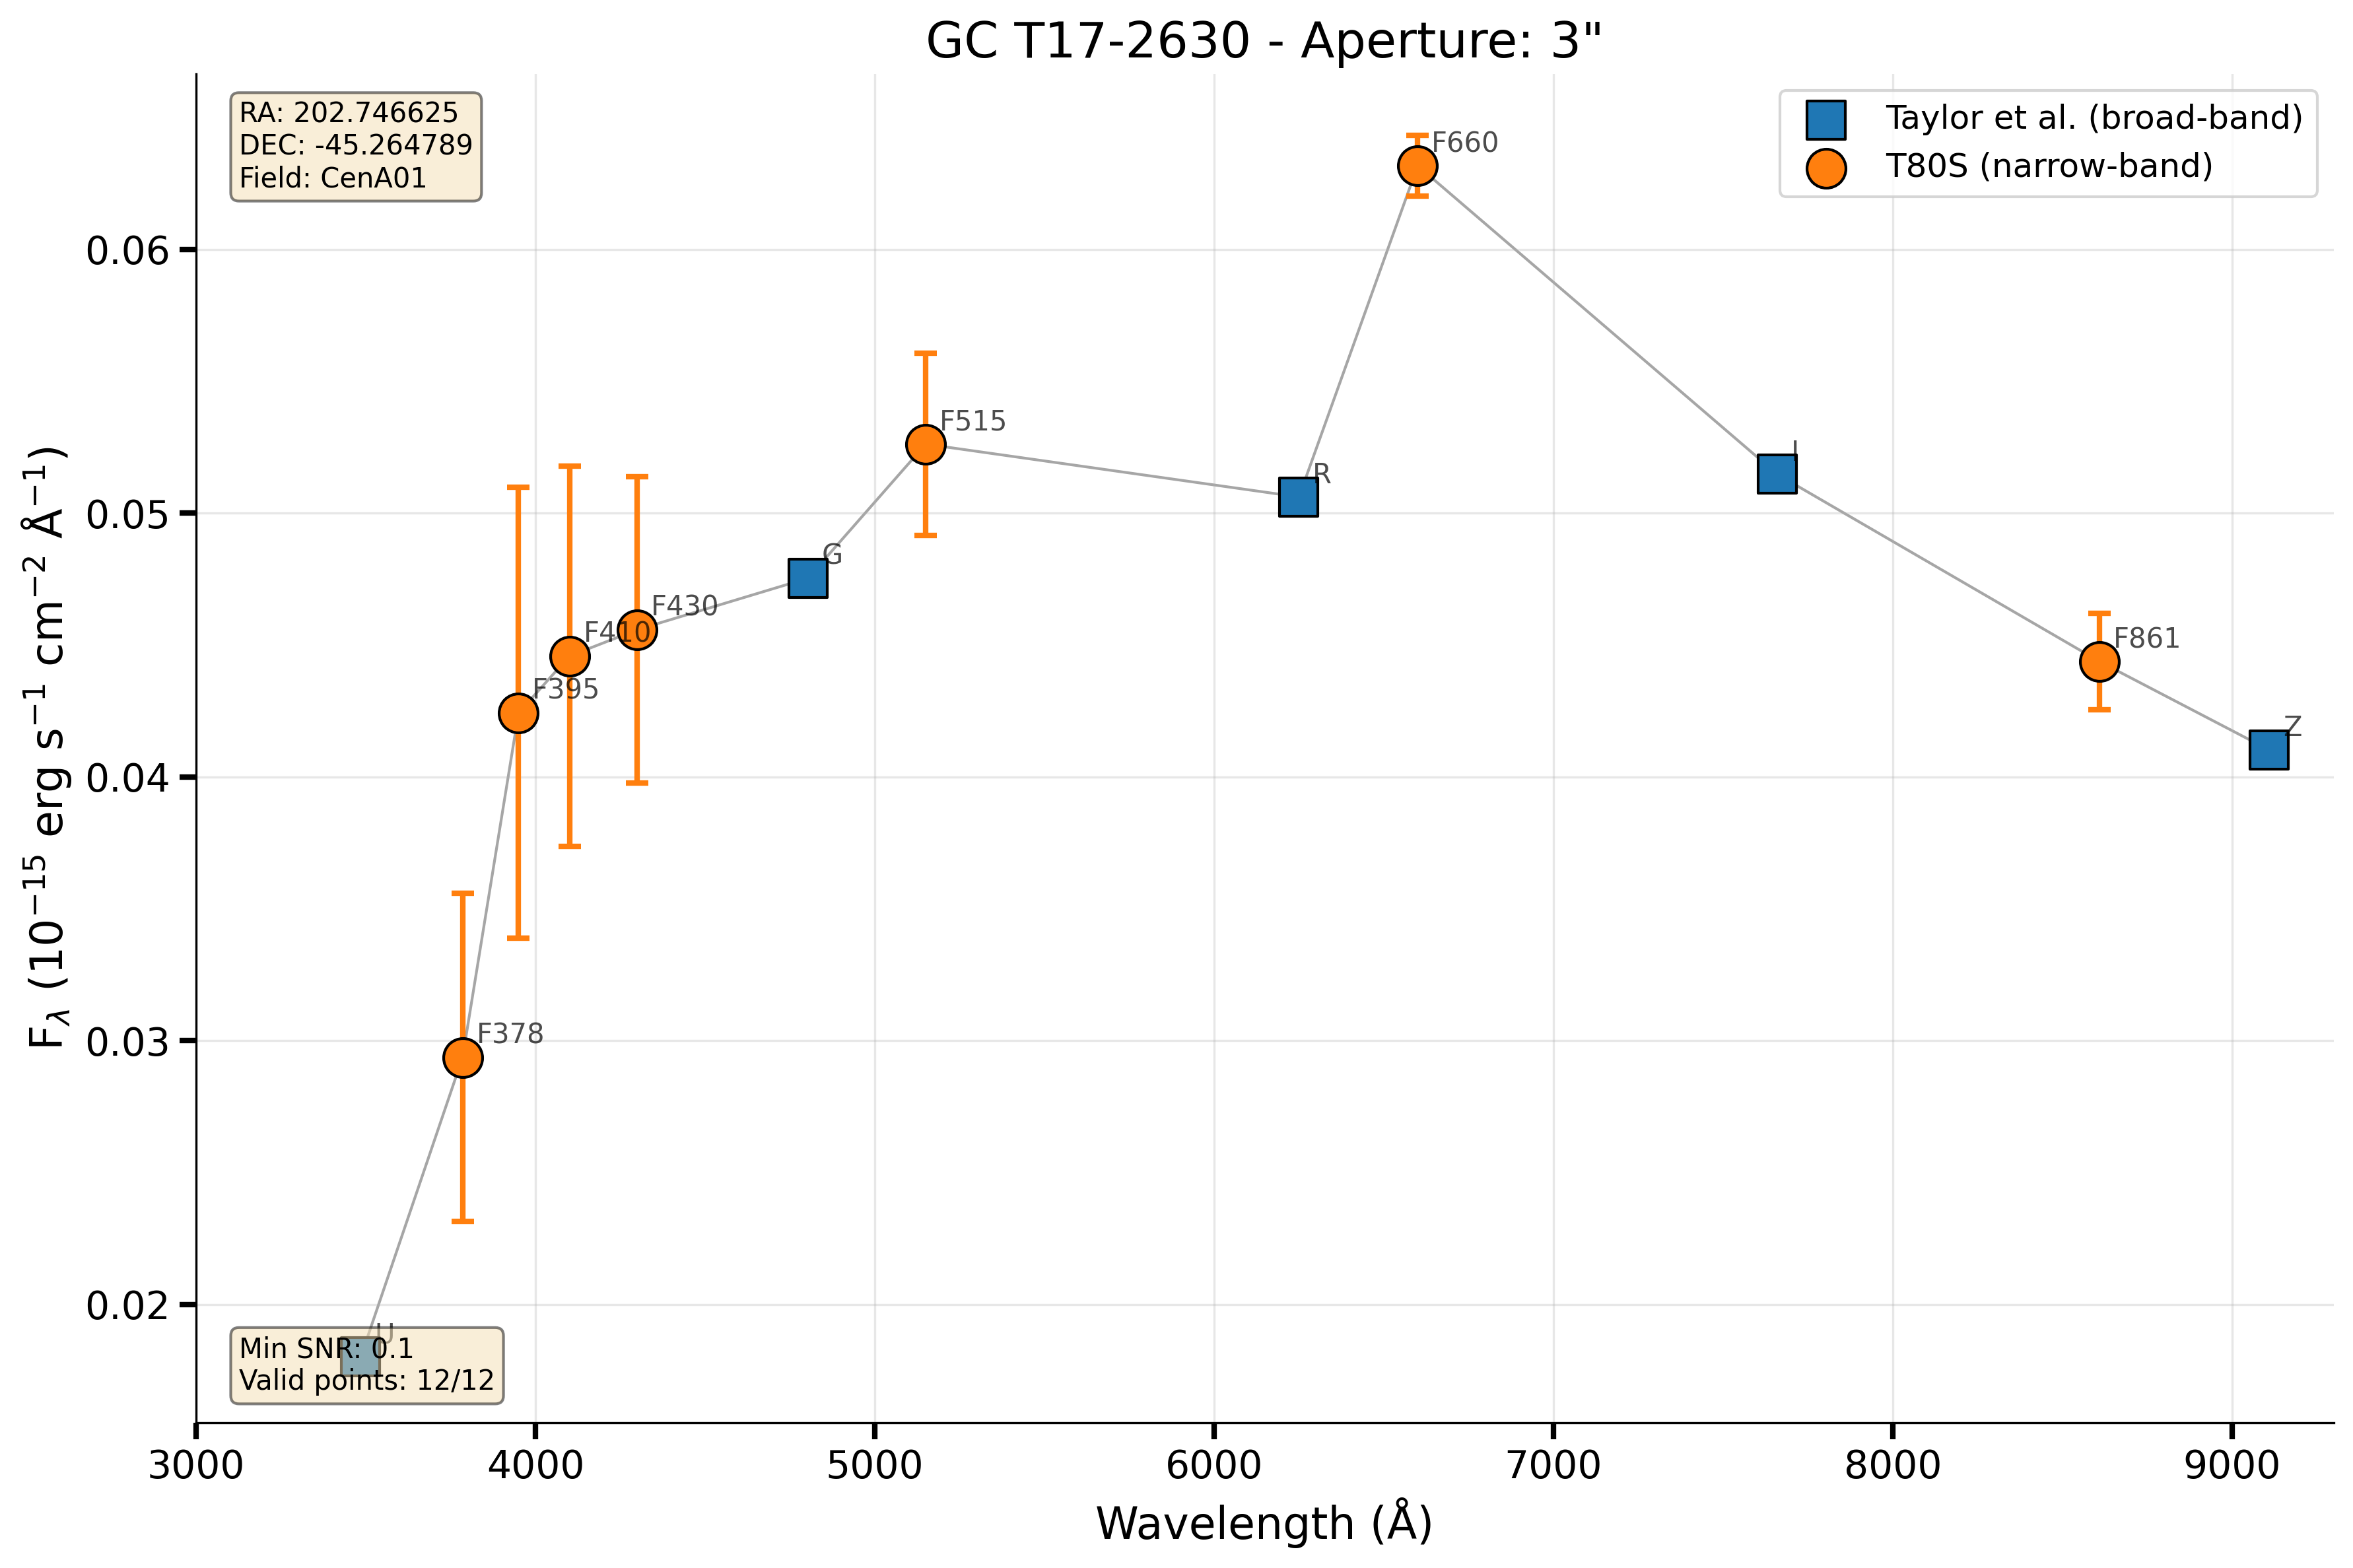 GC T17-2630 - Aperture: 3"
RA: 202.746625
DEC: -45.264789
Field: CenA01
Taylor et al. (broad-band)
T80S (narrow-band)
F660
F515
R
I
G
F430
F410
F395
F861
Z
F378
U
Min SNR: 0.1
Valid points: 12/12
0.06
0.05
0.04
0.03
0.02
F_λ (10⁻¹⁵ erg s⁻¹ cm⁻² Å⁻¹)
3000 4000 5000 6000 7000 8000 9000
Wavelength (Å)